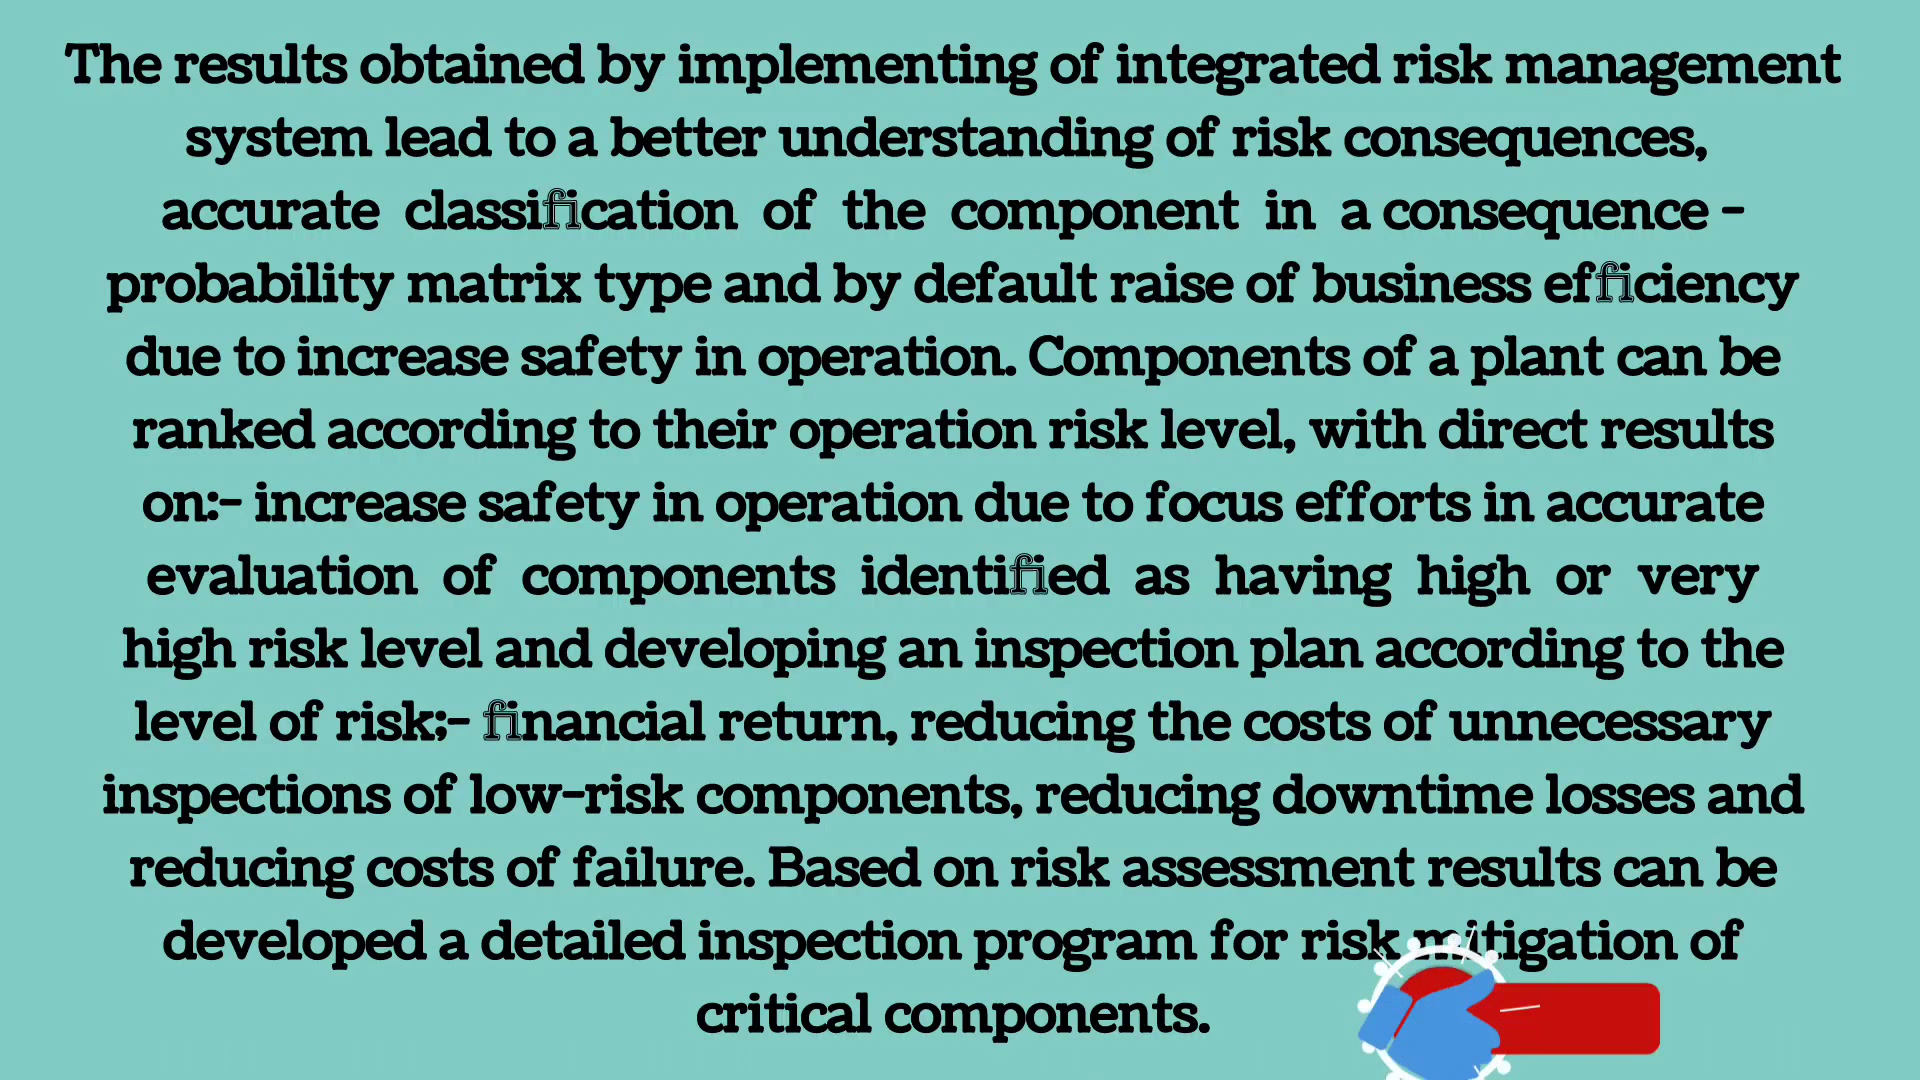 The results obtained by implementing of integrated risk management
system lead to a better understanding of risk consequences,
accurate classification of the component in a consequence -
probability matrix type and by default raise of business efficiency
due to increase safety in operation. Components of a plant can be
ranked according to their operation risk level, with direct results
on:- increase safety in operation due to focus efforts in accurate
evaluation of components identified as having high or very
high risk level and developing an inspection plan according to the
level of risk;- financial return, reducing the costs of unnecessary
inspections of low-risk components, reducing downtime losses and
reducing costs of failure. Based on risk assessment results can be
developed a detailed inspection program for risk mitigation of
critical components.